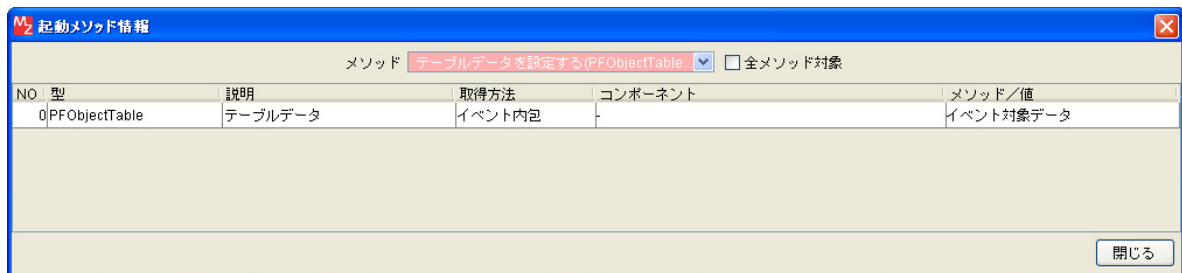 MZ 起動メソッド情報
メソッド テーブルデータを設定する(PFObjectTable... 全メソッド対象
NO 型 説明 取得方法 コンポーネント メソッド／値
0 PFObjectTable テーブルデータ イベント内包 - イベント対象データ
閉じる